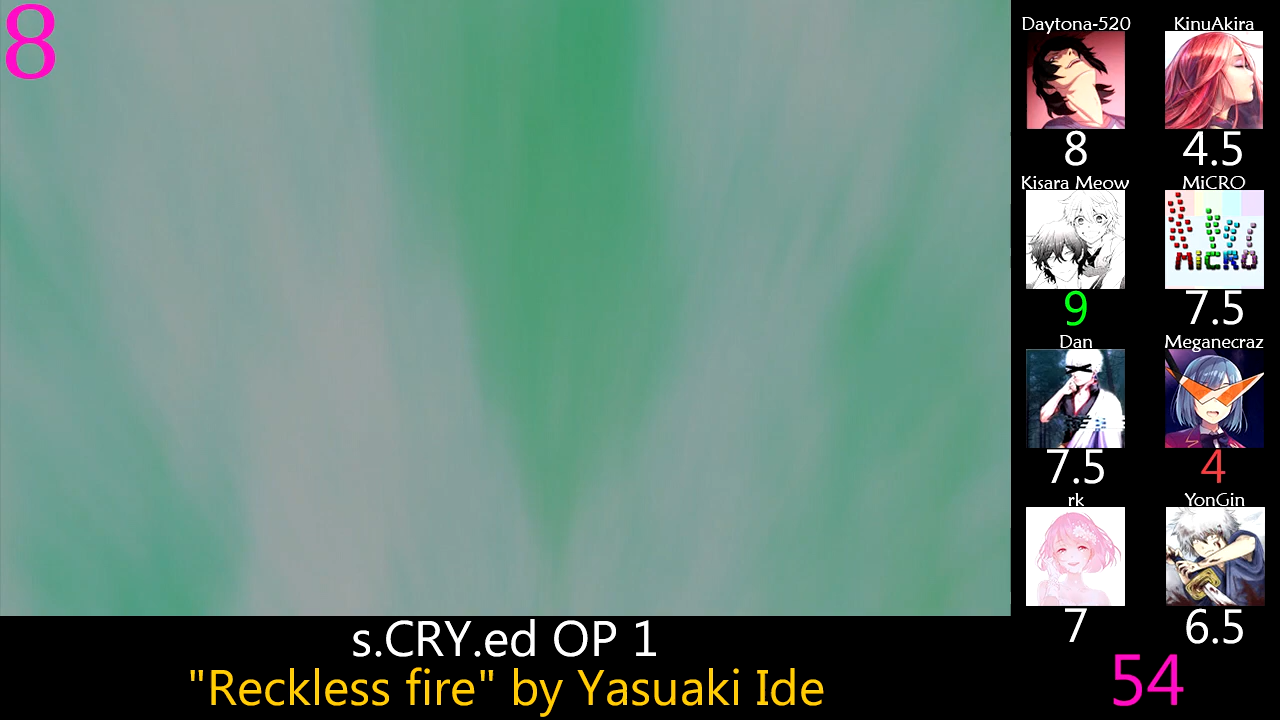 8
Daytona-520 KinuAkira
8 4.5
Kisara Meow MiCRO
MiCRO
9 7.5
Dan Meganecraz
7.5 4
rk YonGin
7 6.5
s.CRY.ed OP 1
"Reckless fire" by Yasuaki Ide
54